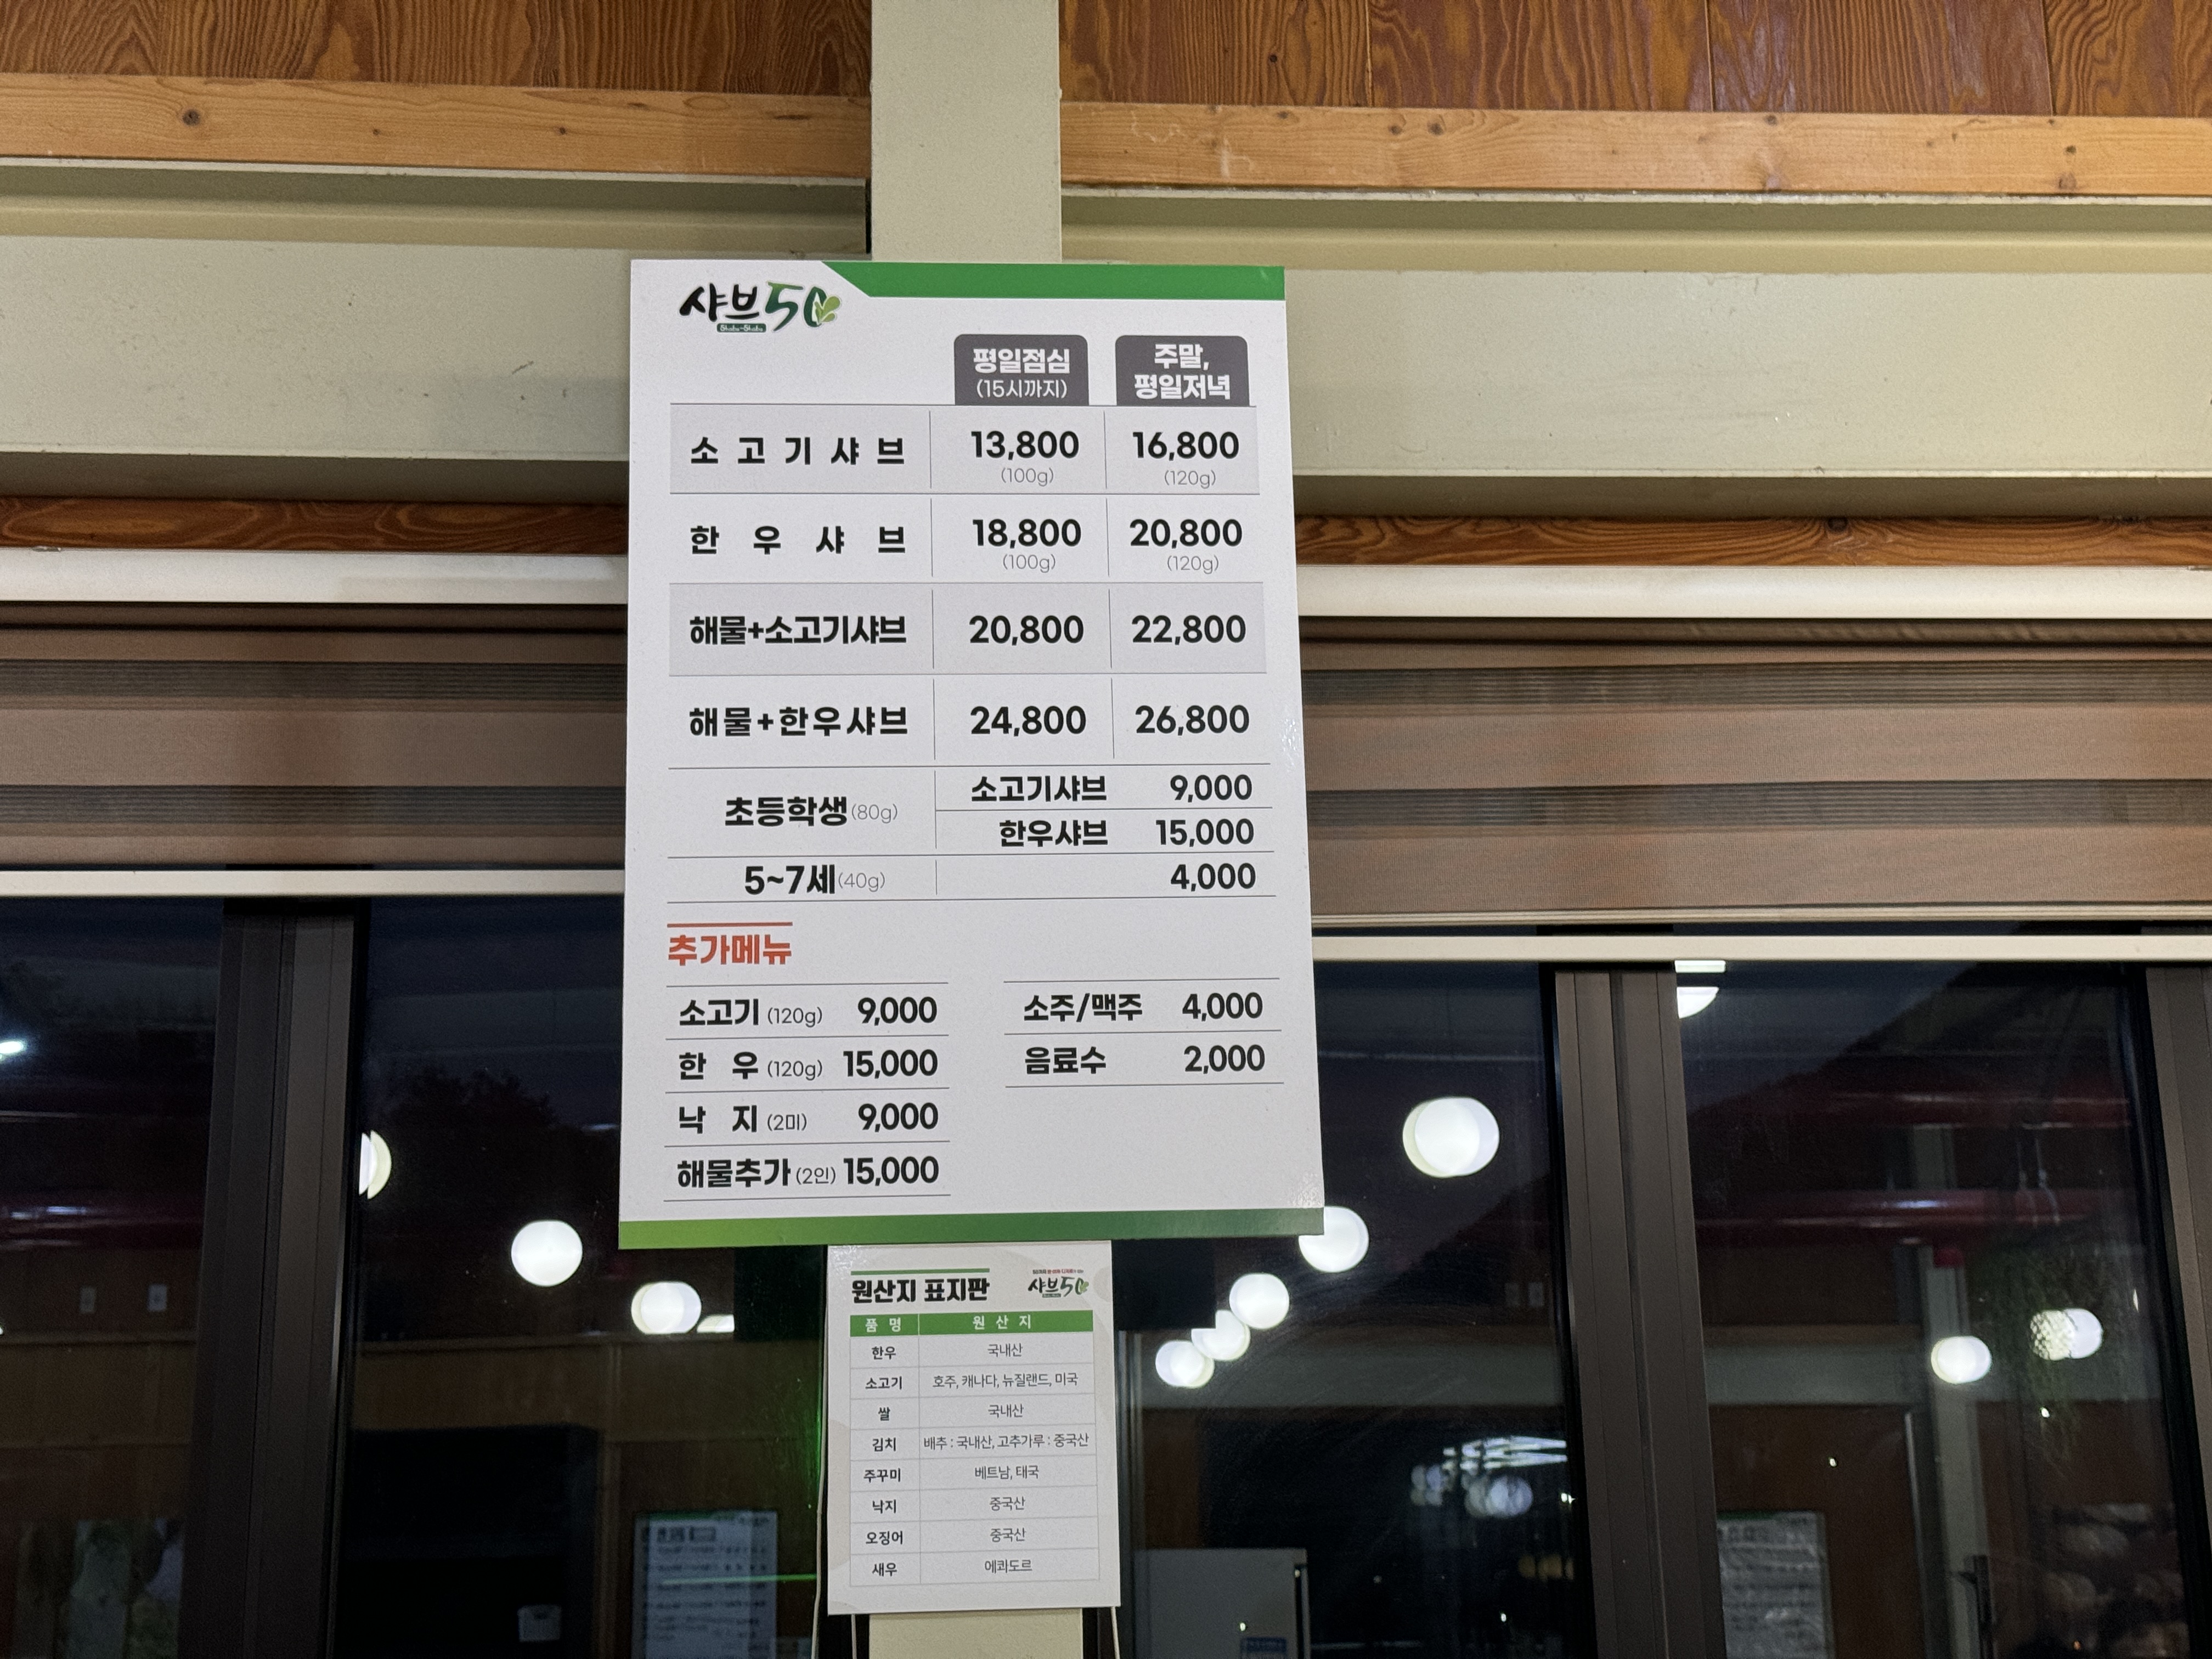 샤브50
Shabu-Shabu
평일점심
(15시까지)
주말,
평일저녁
소고기샤브 13,800 16,800
(100g) (120g)
한우샤브 18,800 20,800
(100g) (120g)
해물+소고기샤브 20,800 22,800
해물+한우샤브 24,800 26,800
초등학생(80g) 소고기샤브 9,000
한우샤브 15,000
5~7세(40g) 4,000
추가메뉴
소고기 (120g) 9,000
한우 (120g) 15,000
낙지 (2미) 9,000
해물추가 (2인) 15,000
소주/맥주 4,000
음료수 2,000
원산지 표지판
샤브50
품명 원산지
한우 국내산
소고기 호주, 캐나다, 뉴질랜드, 미국
쌀 국내산
김치 배추 : 국내산, 고추가루 : 중국산
주꾸미 베트남, 태국
낙지 중국산
오징어 중국산
새우 에콰도르